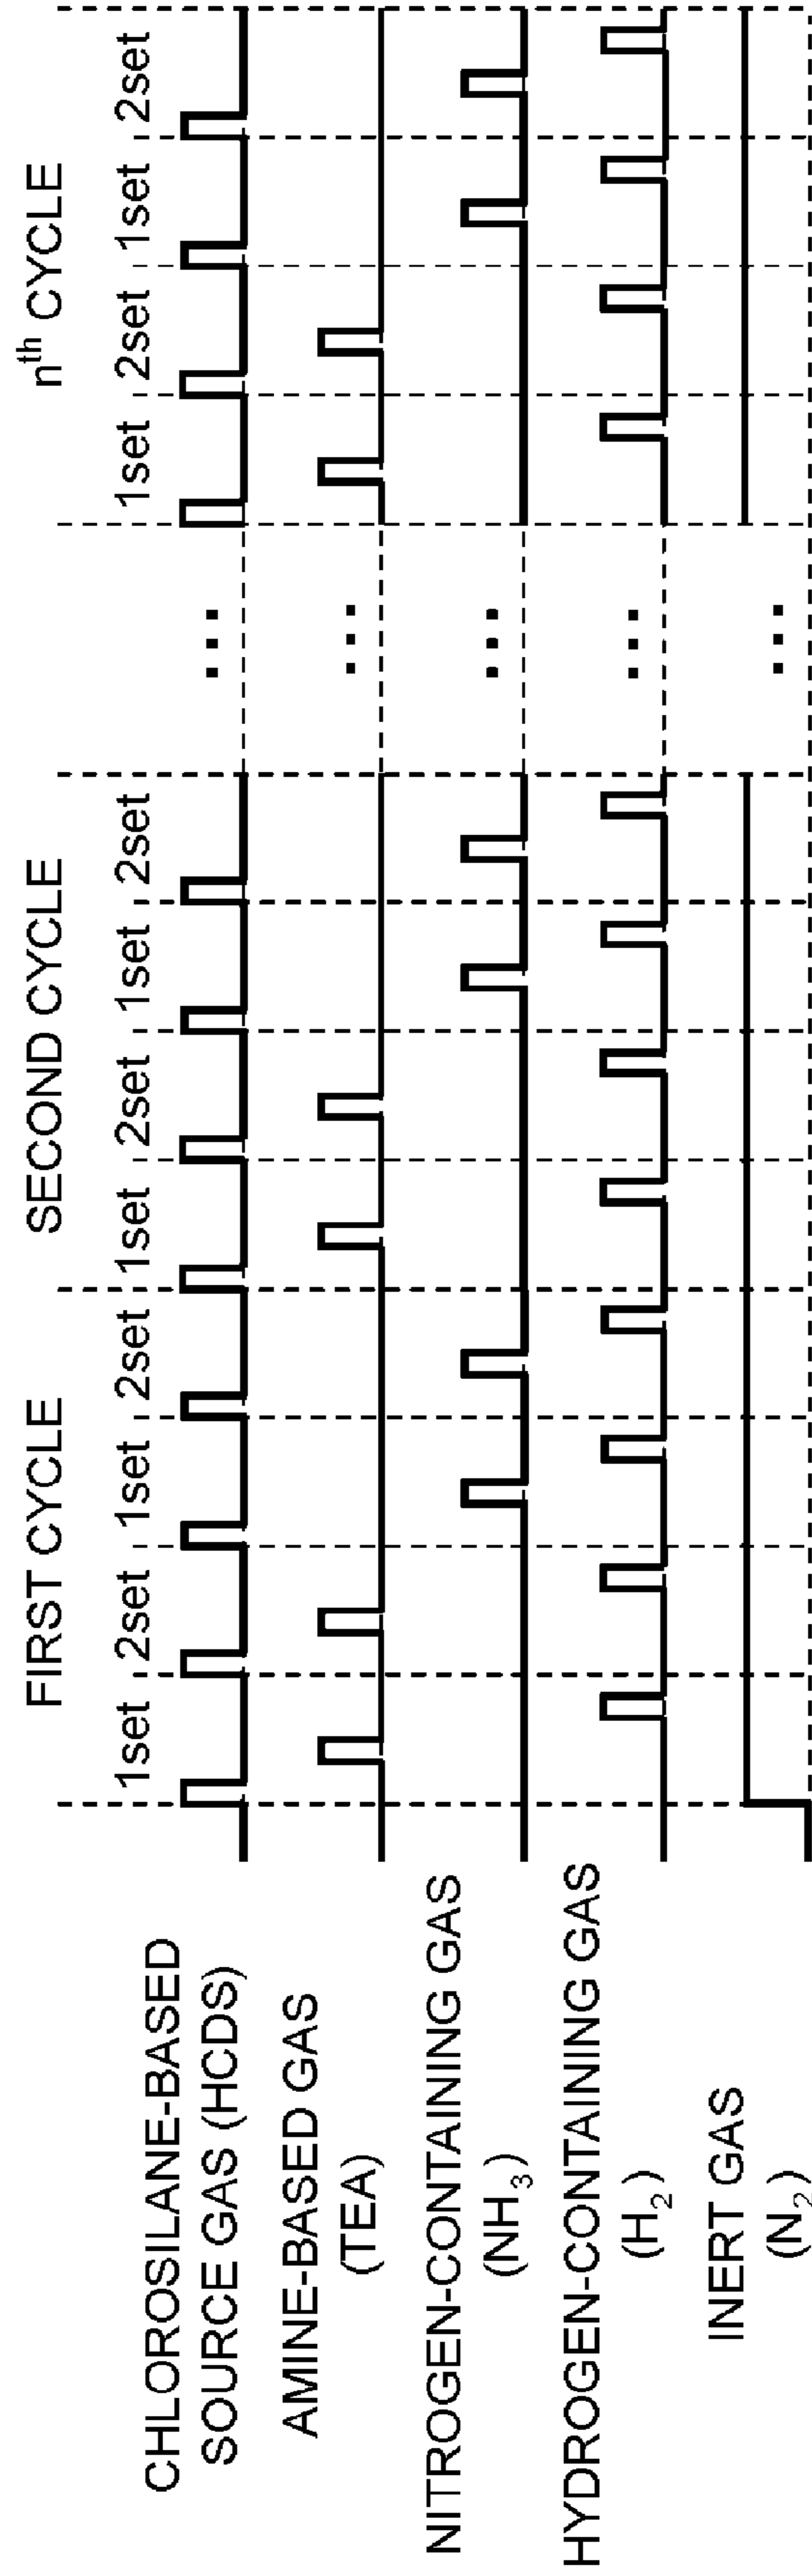 FIRST CYCLE SECOND CYCLE nth CYCLE
1set 2set 1set 2set 1set 2set 1set 2set 1set 2set 1set 2set
CHLOROSILANE-BASED
SOURCE GAS (HCDS)
AMINE-BASED GAS
(TEA)
NITROGEN-CONTAINING GAS
(NH3)
HYDROGEN-CONTAINING GAS
(H2)
INERT GAS
(N2)